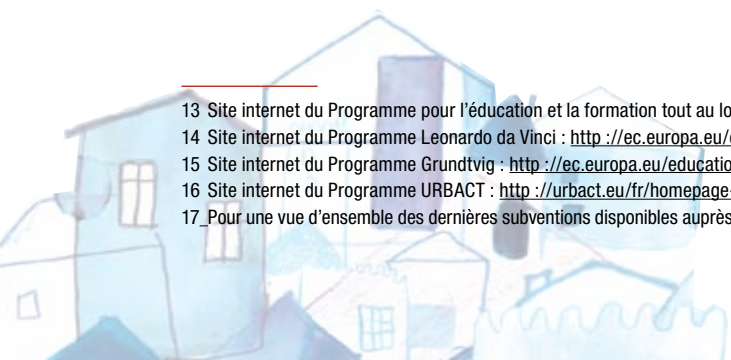 13 Site internet du Programme pour l’éducation et la formation tout au lo
14 Site internet du Programme Leonardo da Vinci : http ://ec.europa.eu/
15 Site internet du Programme Grundtvig : http ://ec.europa.eu/educatio
16 Site internet du Programme URBACT : http ://urbact.eu/fr/homepage-
17_Pour une vue d’ensemble des dernières subventions disponibles auprès